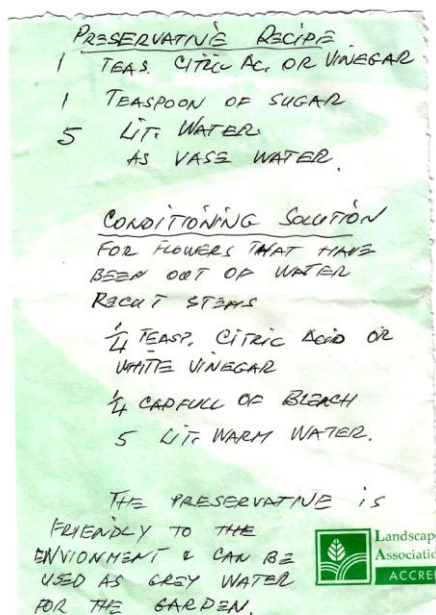 PRESERVATIVE RECIPE
1 TEAS. CITRIC AC. OR VINEGAR
1 TEASPOON OF SUGAR
5 LIT. WATER.
AS VASE WATER.
CONDITIONING SOLUTION
FOR FLOWERS THAT HAVE
BEEN OUT OF WATER
RECUT STEMS
1/4 TEASP. CITRIC ACID OR
WHITE VINEGAR
1/4 CAPFULL OF BLEACH
5 LIT. WARM WATER.
THE PRESERVATIVE IS
FRIENDLY TO THE
ENVIONMENT & CAN BE
USED AS GREY WATER
FOR THE GARDEN.
Landscape
Association
ACCRED